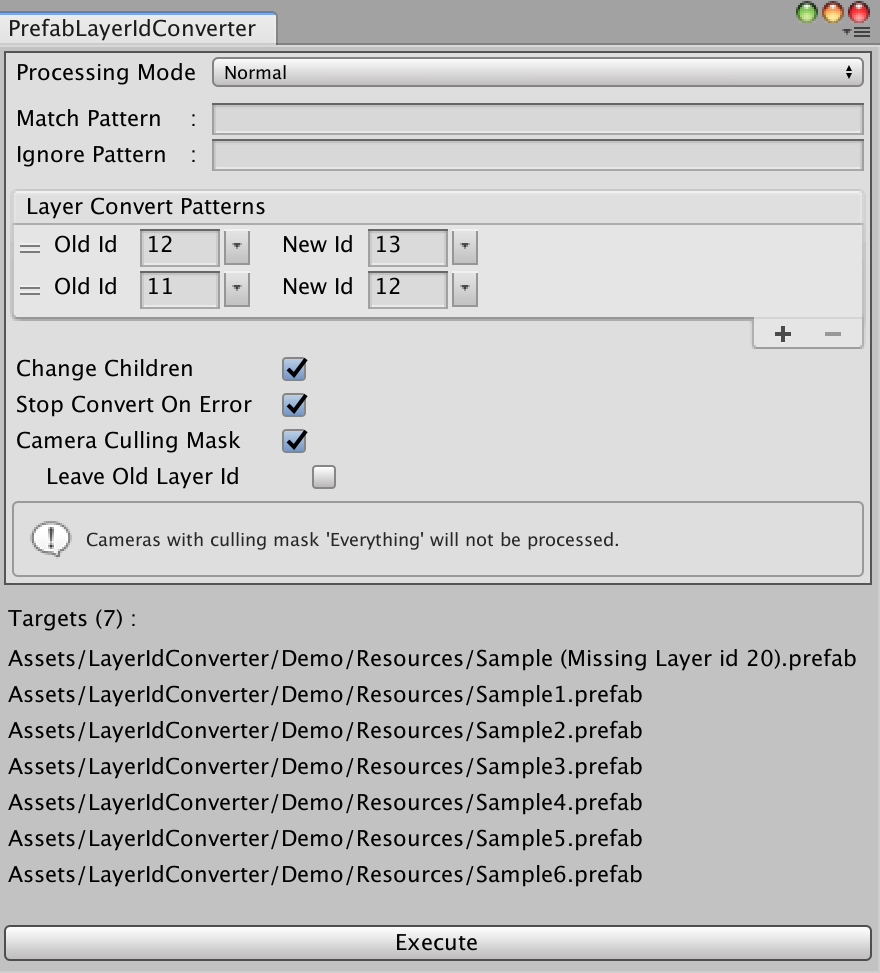 PrefabLayerIdConverter
Processing Mode Normal
Match Pattern :
Ignore Pattern :
Layer Convert Patterns
Old Id 12 New Id 13
Old Id 11 New Id 12
Change Children
Stop Convert On Error
Camera Culling Mask
Leave Old Layer Id
Cameras with culling mask 'Everything' will not be processed.
Targets (7) :
Assets/LayerIdConverter/Demo/Resources/Sample (Missing Layer id 20).prefab
Assets/LayerIdConverter/Demo/Resources/Sample1.prefab
Assets/LayerIdConverter/Demo/Resources/Sample2.prefab
Assets/LayerIdConverter/Demo/Resources/Sample3.prefab
Assets/LayerIdConverter/Demo/Resources/Sample4.prefab
Assets/LayerIdConverter/Demo/Resources/Sample5.prefab
Assets/LayerIdConverter/Demo/Resources/Sample6.prefab
Execute